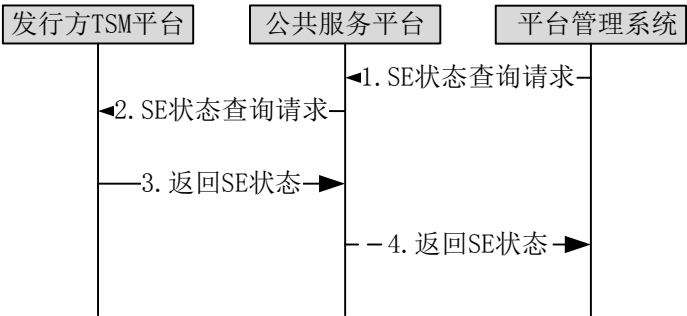 发行方TSM平台
公共服务平台
平台管理系统
1.SE状态查询请求
2.SE状态查询请求
3.返回SE状态
4.返回SE状态